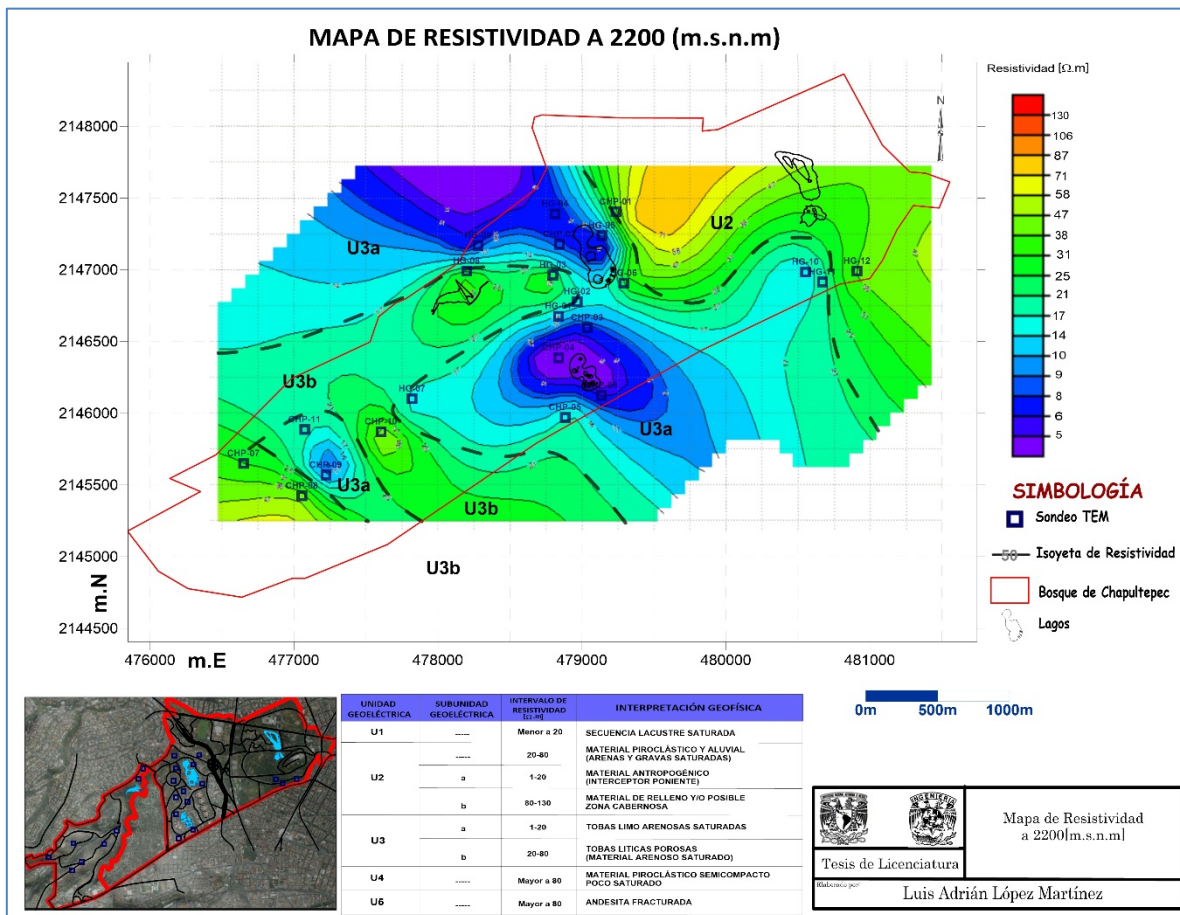 MAPA DE RESISTIVIDAD A 2200 (m.s.n.m)
Resistividad [Ω.m]
130
106
87
71
58
47
38
31
25
21
17
14
10
9
8
6
5
N
2148000
2147500
2147000
2146500
2146000
2145500
2145000
2144500
m.N
476000
477000
478000
479000
480000
481000
m.E
HG-04
CHP-01
U2
U3a
HG-03
HG-06
HG-10
HG-12
HG-02
CHP-03
CHP-04
U3b
HG-07
CHP-05
U3a
CHP-11
CHP-10
CHP-07
CHP-09
U3a
CHP-08
U3b
U3b
SIMBOLOGÍA
Sondeo TEM
50 Isoyeta de Resistividad
Bosque de Chapultepec
Lagos
0m 500m 1000m
UNIDAD GEOELÉCTRICA SUBUNIDAD GEOELÉCTRICA INTERVALO DE RESISTIVIDAD [Ω.m] INTERPRETACIÓN GEOFÍSICA
U1 ----- Menor a 20 SECUENCIA LACUSTRE SATURADA
U2 ----- 20-80 MATERIAL PIROCLÁSTICO Y ALUVIAL (ARENAS Y GRAVAS SATURADAS)
a 1-20 MATERIAL ANTROPOGÉNICO (INTERCEPTOR PONIENTE)
b 80-130 MATERIAL DE RELLENO Y/O POSIBLE ZONA CABERNOSA
U3 a 1-20 TOBAS LIMO ARENOSAS SATURADAS
b 20-80 TOBAS LITICAS POROSAS (MATERIAL ARENOSO SATURADO)
U4 ----- Mayor a 80 MATERIAL PIROCLÁSTICO SEMICOMPACTO POCO SATURADO
U5 ----- Mayor a 80 ANDESITA FRACTURADA
INGENIERIA
Mapa de Resistividad
a 2200[m.s.n.m]
Tesis de Licenciatura
Elaborado por:
Luis Adrián López Martínez